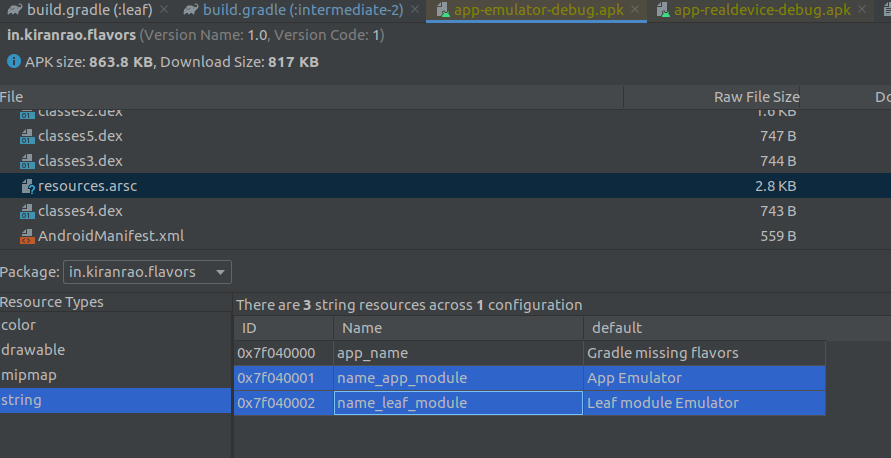 build.gradle (:leaf) build.gradle (:intermediate-2) app-emulator-debug.apk app-realdevice-debug.apk
in.kiranrao.flavors (Version Name: 1.0, Version Code: 1)
APK size: 863.8 KB, Download Size: 817 KB
File Raw File Size Do
classes2.dex 1.6 KB
classes5.dex 747 B
classes3.dex 744 B
resources.arsc 2.8 KB
classes4.dex 743 B
AndroidManifest.xml 559 B
Package: in.kiranrao.flavors
Resource Types There are 3 string resources across 1 configuration
color ID Name default
drawable 0x7f040000 app_name Gradle missing flavors
mipmap 0x7f040001 name_app_module App Emulator
string 0x7f040002 name_leaf_module Leaf module Emulator